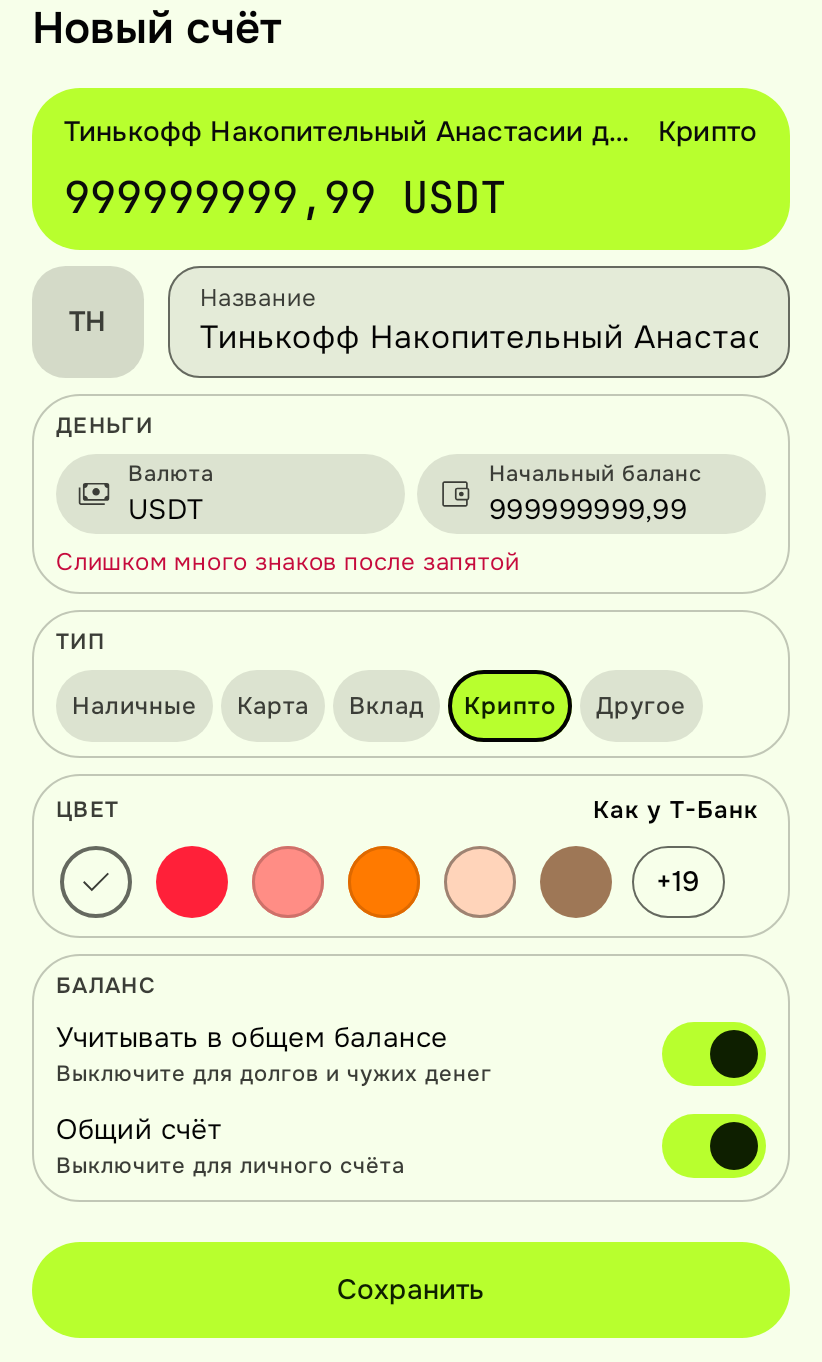 Новый счёт
Тинькофф Накопительный Анастасии д... Крипто
999999999,99 USDT
ТН
Название
Тинькофф Накопительный Анастас
ДЕНЬГИ
Валюта
USDT
Начальный баланс
999999999,99
Слишком много знаков после запятой
ТИП
Наличные Карта Вклад Крипто Другое
ЦВЕТ Как у Т-Банк
+19
БАЛАНС
Учитывать в общем балансе
Выключите для долгов и чужих денег
Общий счёт
Выключите для личного счёта
Сохранить